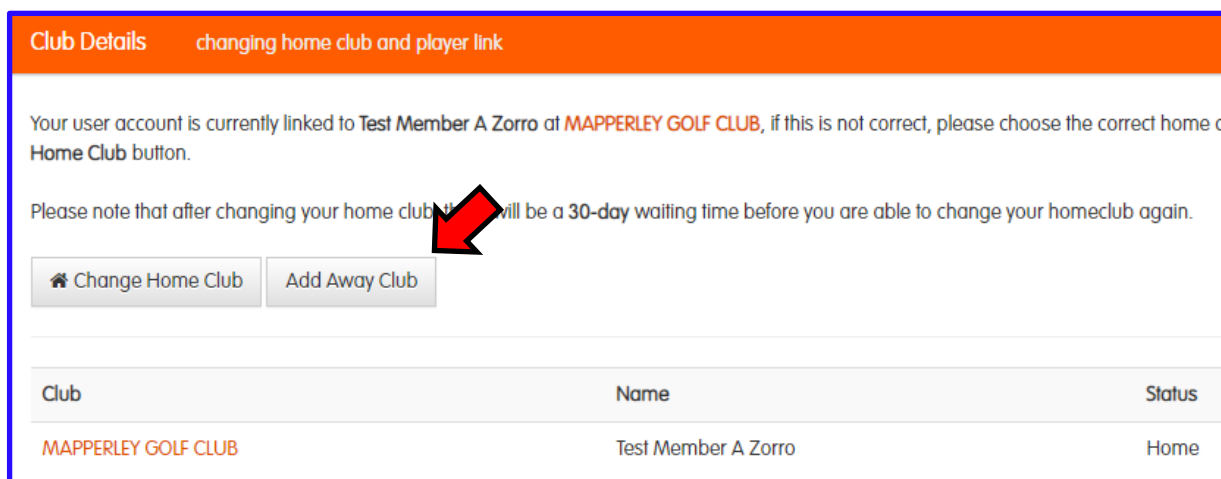 Club Details changing home club and player link
Your user account is currently linked to Test Member A Zorro at MAPPERLEY GOLF CLUB, if this is not correct, please choose the correct home
Home Club button.
Please note that after changing your home club will be a 30-day waiting time before you are able to change your homeclub again.
Change Home Club Add Away Club
Club Name Status
MAPPERLEY GOLF CLUB Test Member A Zorro Home